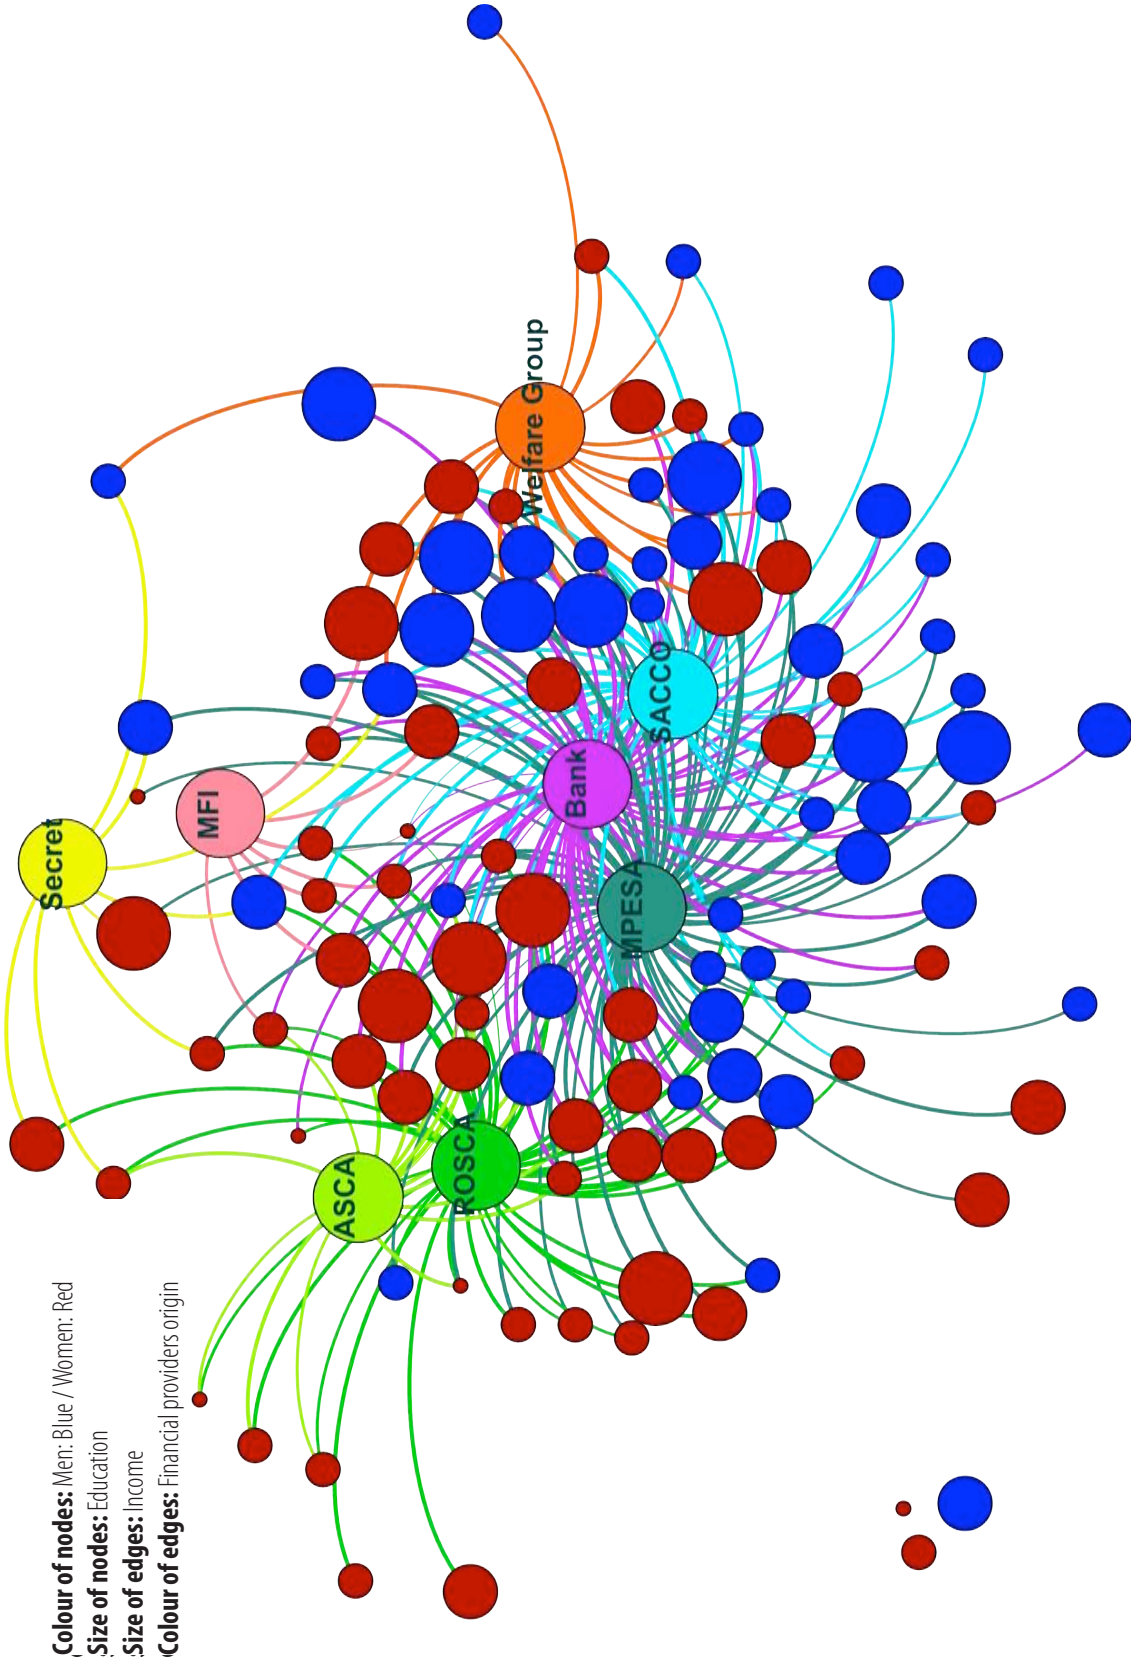 Colour of nodes: Men: Blue / Women: Red
Size of nodes: Education
Size of edges: Income
Colour of edges: Financial providers origin
Secret
MFI
ASCA
ROSCA
Welfare Group
Bank
MPESA
SACCO